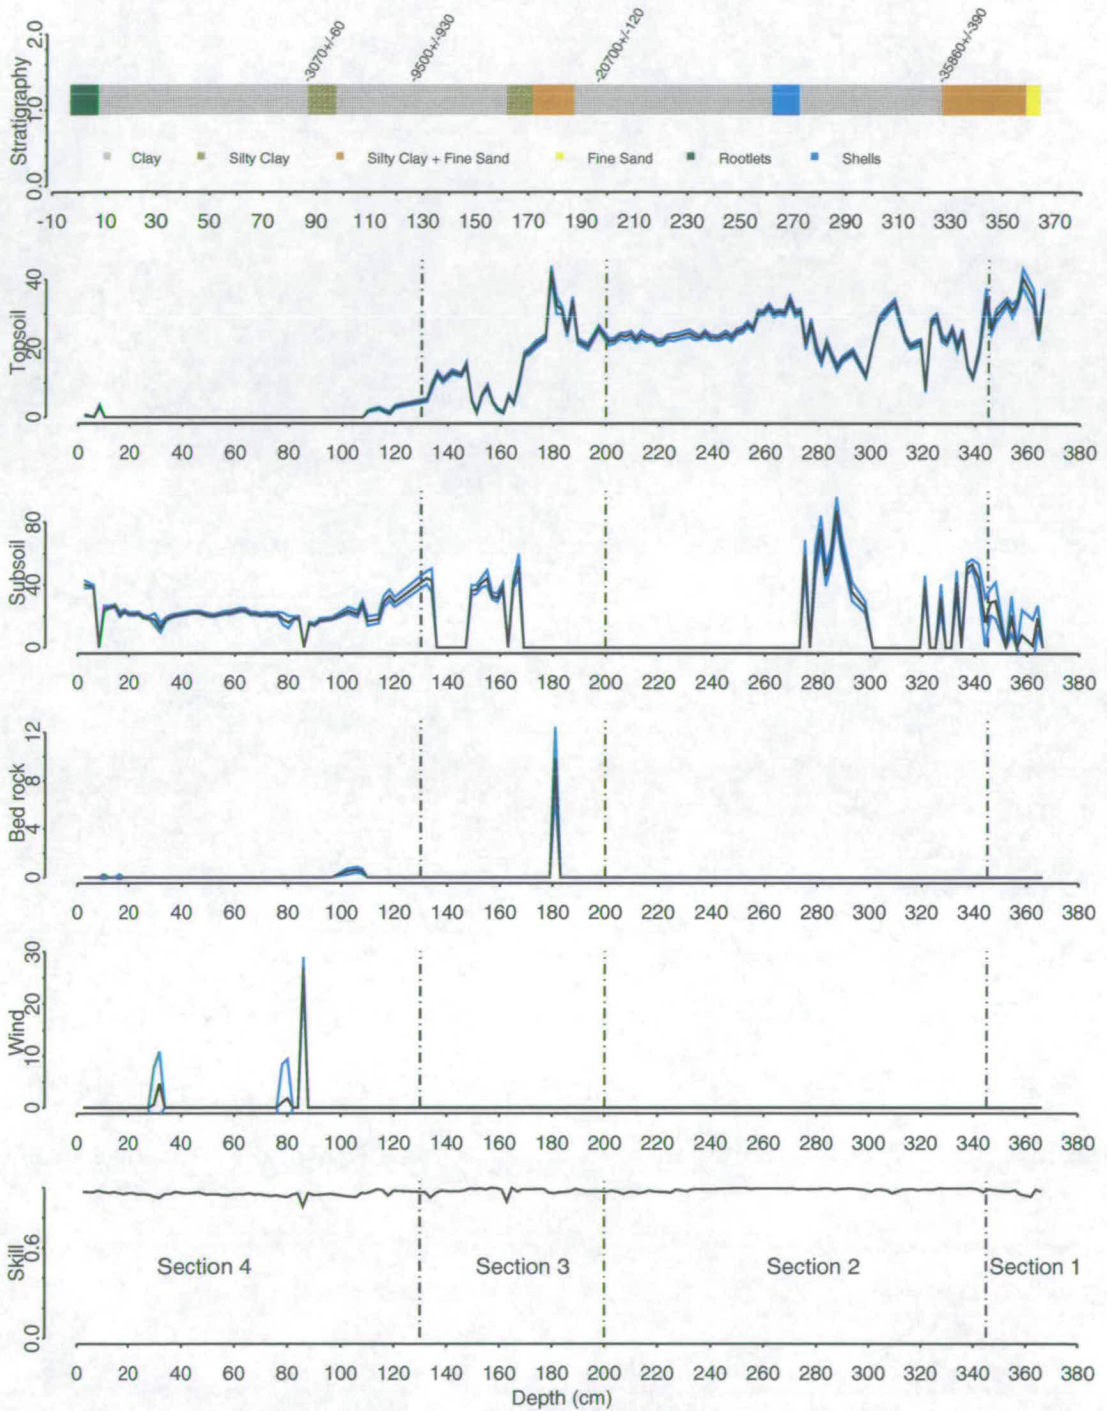 -3070+/-60
-9500+/-930
-20700+/-120
-35860+/-390
Stratigraphy
0.0 1.0 2.0
Clay Silty Clay Silty Clay + Fine Sand Fine Sand Rootlets Shells
-10 10 30 50 70 90 110 130 150 170 190 210 230 250 270 290 310 330 350 370
Topsoil
0 20 40
0 20 40 60 80 100 120 140 160 180 200 220 240 260 280 300 320 340 360 380
Subsoil
0 40 80
0 20 40 60 80 100 120 140 160 180 200 220 240 260 280 300 320 340 360 380
Bed rock
0 4 8 12
0 20 40 60 80 100 120 140 160 180 200 220 240 260 280 300 320 340 360 380
Wind
0 10 20 30
0 20 40 60 80 100 120 140 160 180 200 220 240 260 280 300 320 340 360 380
Skill
0.0 0.6
Section 4 Section 3 Section 2 Section 1
0 20 40 60 80 100 120 140 160 180 200 220 240 260 280 300 320 340 360 380
Depth (cm)